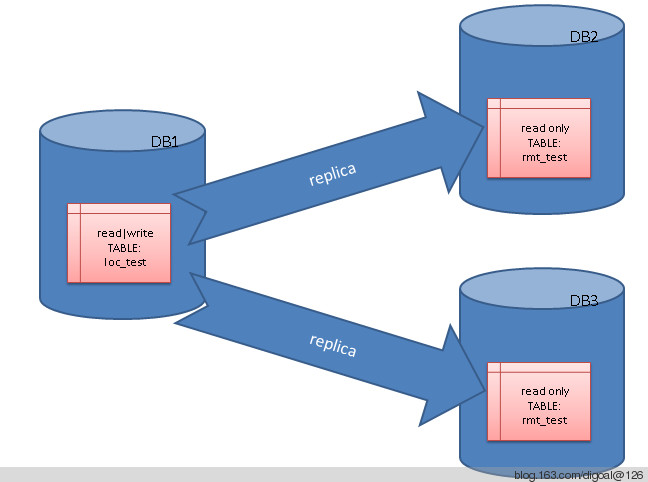 DB1
read|write
TABLE:
loc_test
replica
replica
DB2
read only
TABLE:
rmt_test
DB3
read only
TABLE:
rmt_test
blog.163.com/digoal@126